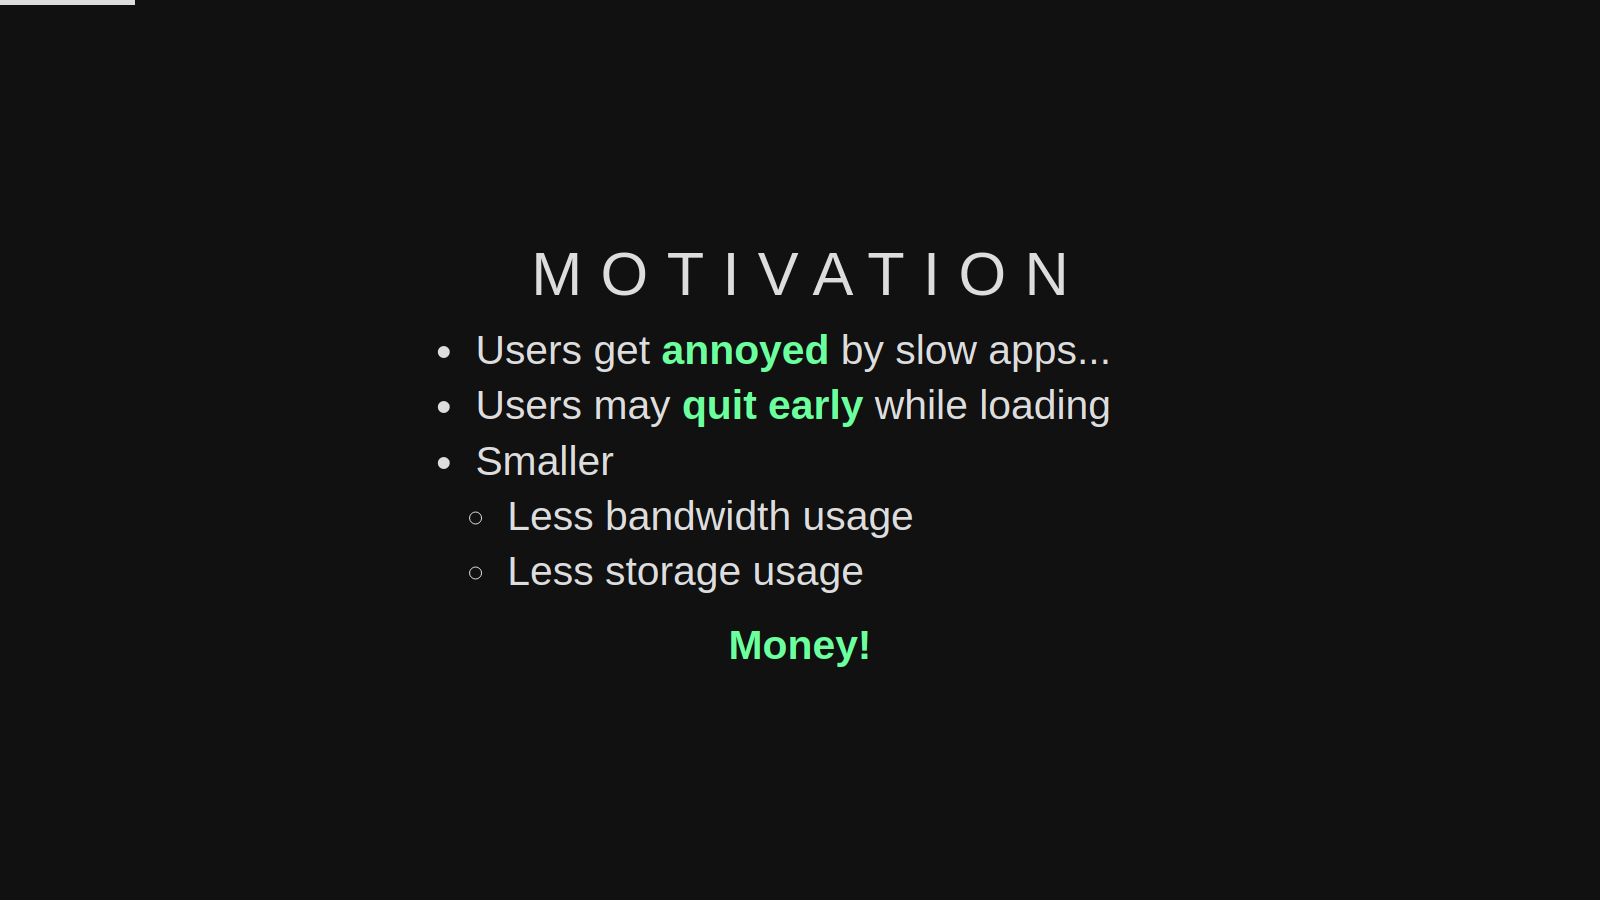 MOTIVATION
Users get annoyed by slow apps...
Users may quit early while loading
Smaller
Less bandwidth usage
Less storage usage
Money!